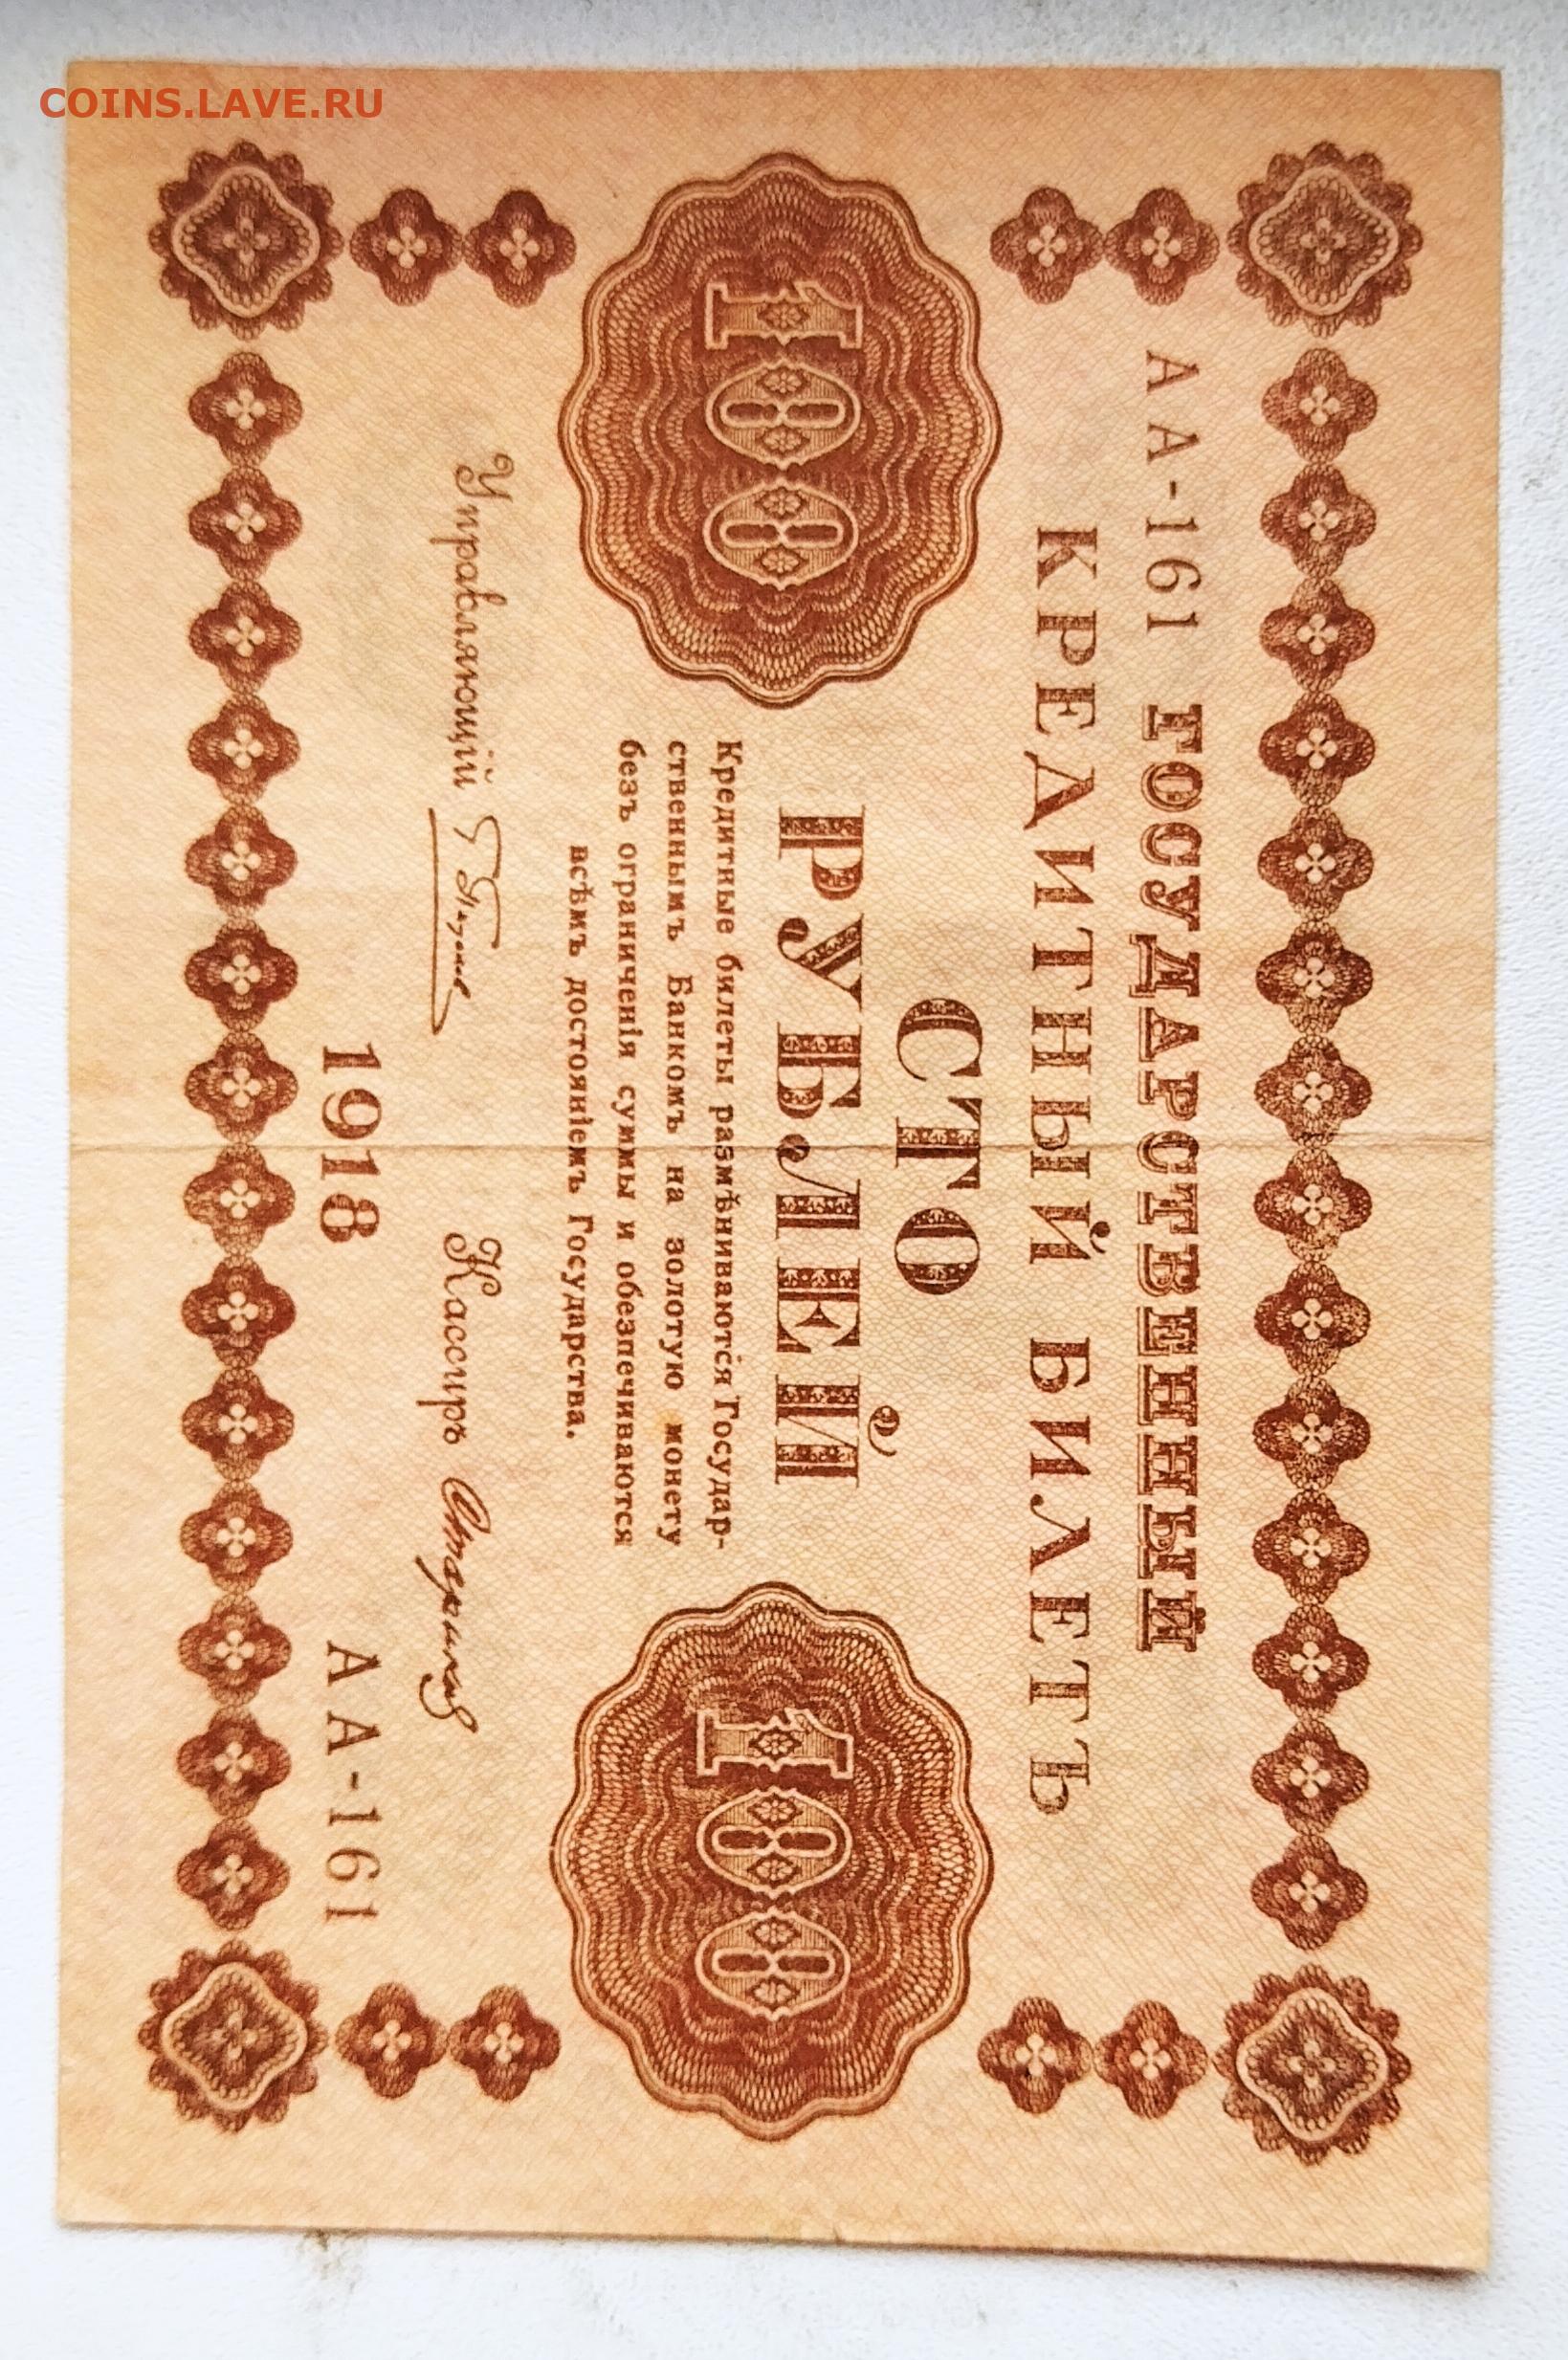 COINS.LAVE.RU
АА-161 ГОСУДАРСТВЕННЫЙ
КРЕДИТНЫЙ БИЛЕТЪ
СТО
РУБЛЕЙ
100
100
Кредитные билеты размѣниваются Государ-
ственнымъ Банкомъ на золотую монету
безъ ограниченія суммы и обезпечиваются
всѣмъ достояніемъ Государства.
Управляющій
Кассиръ
1918
АА-161